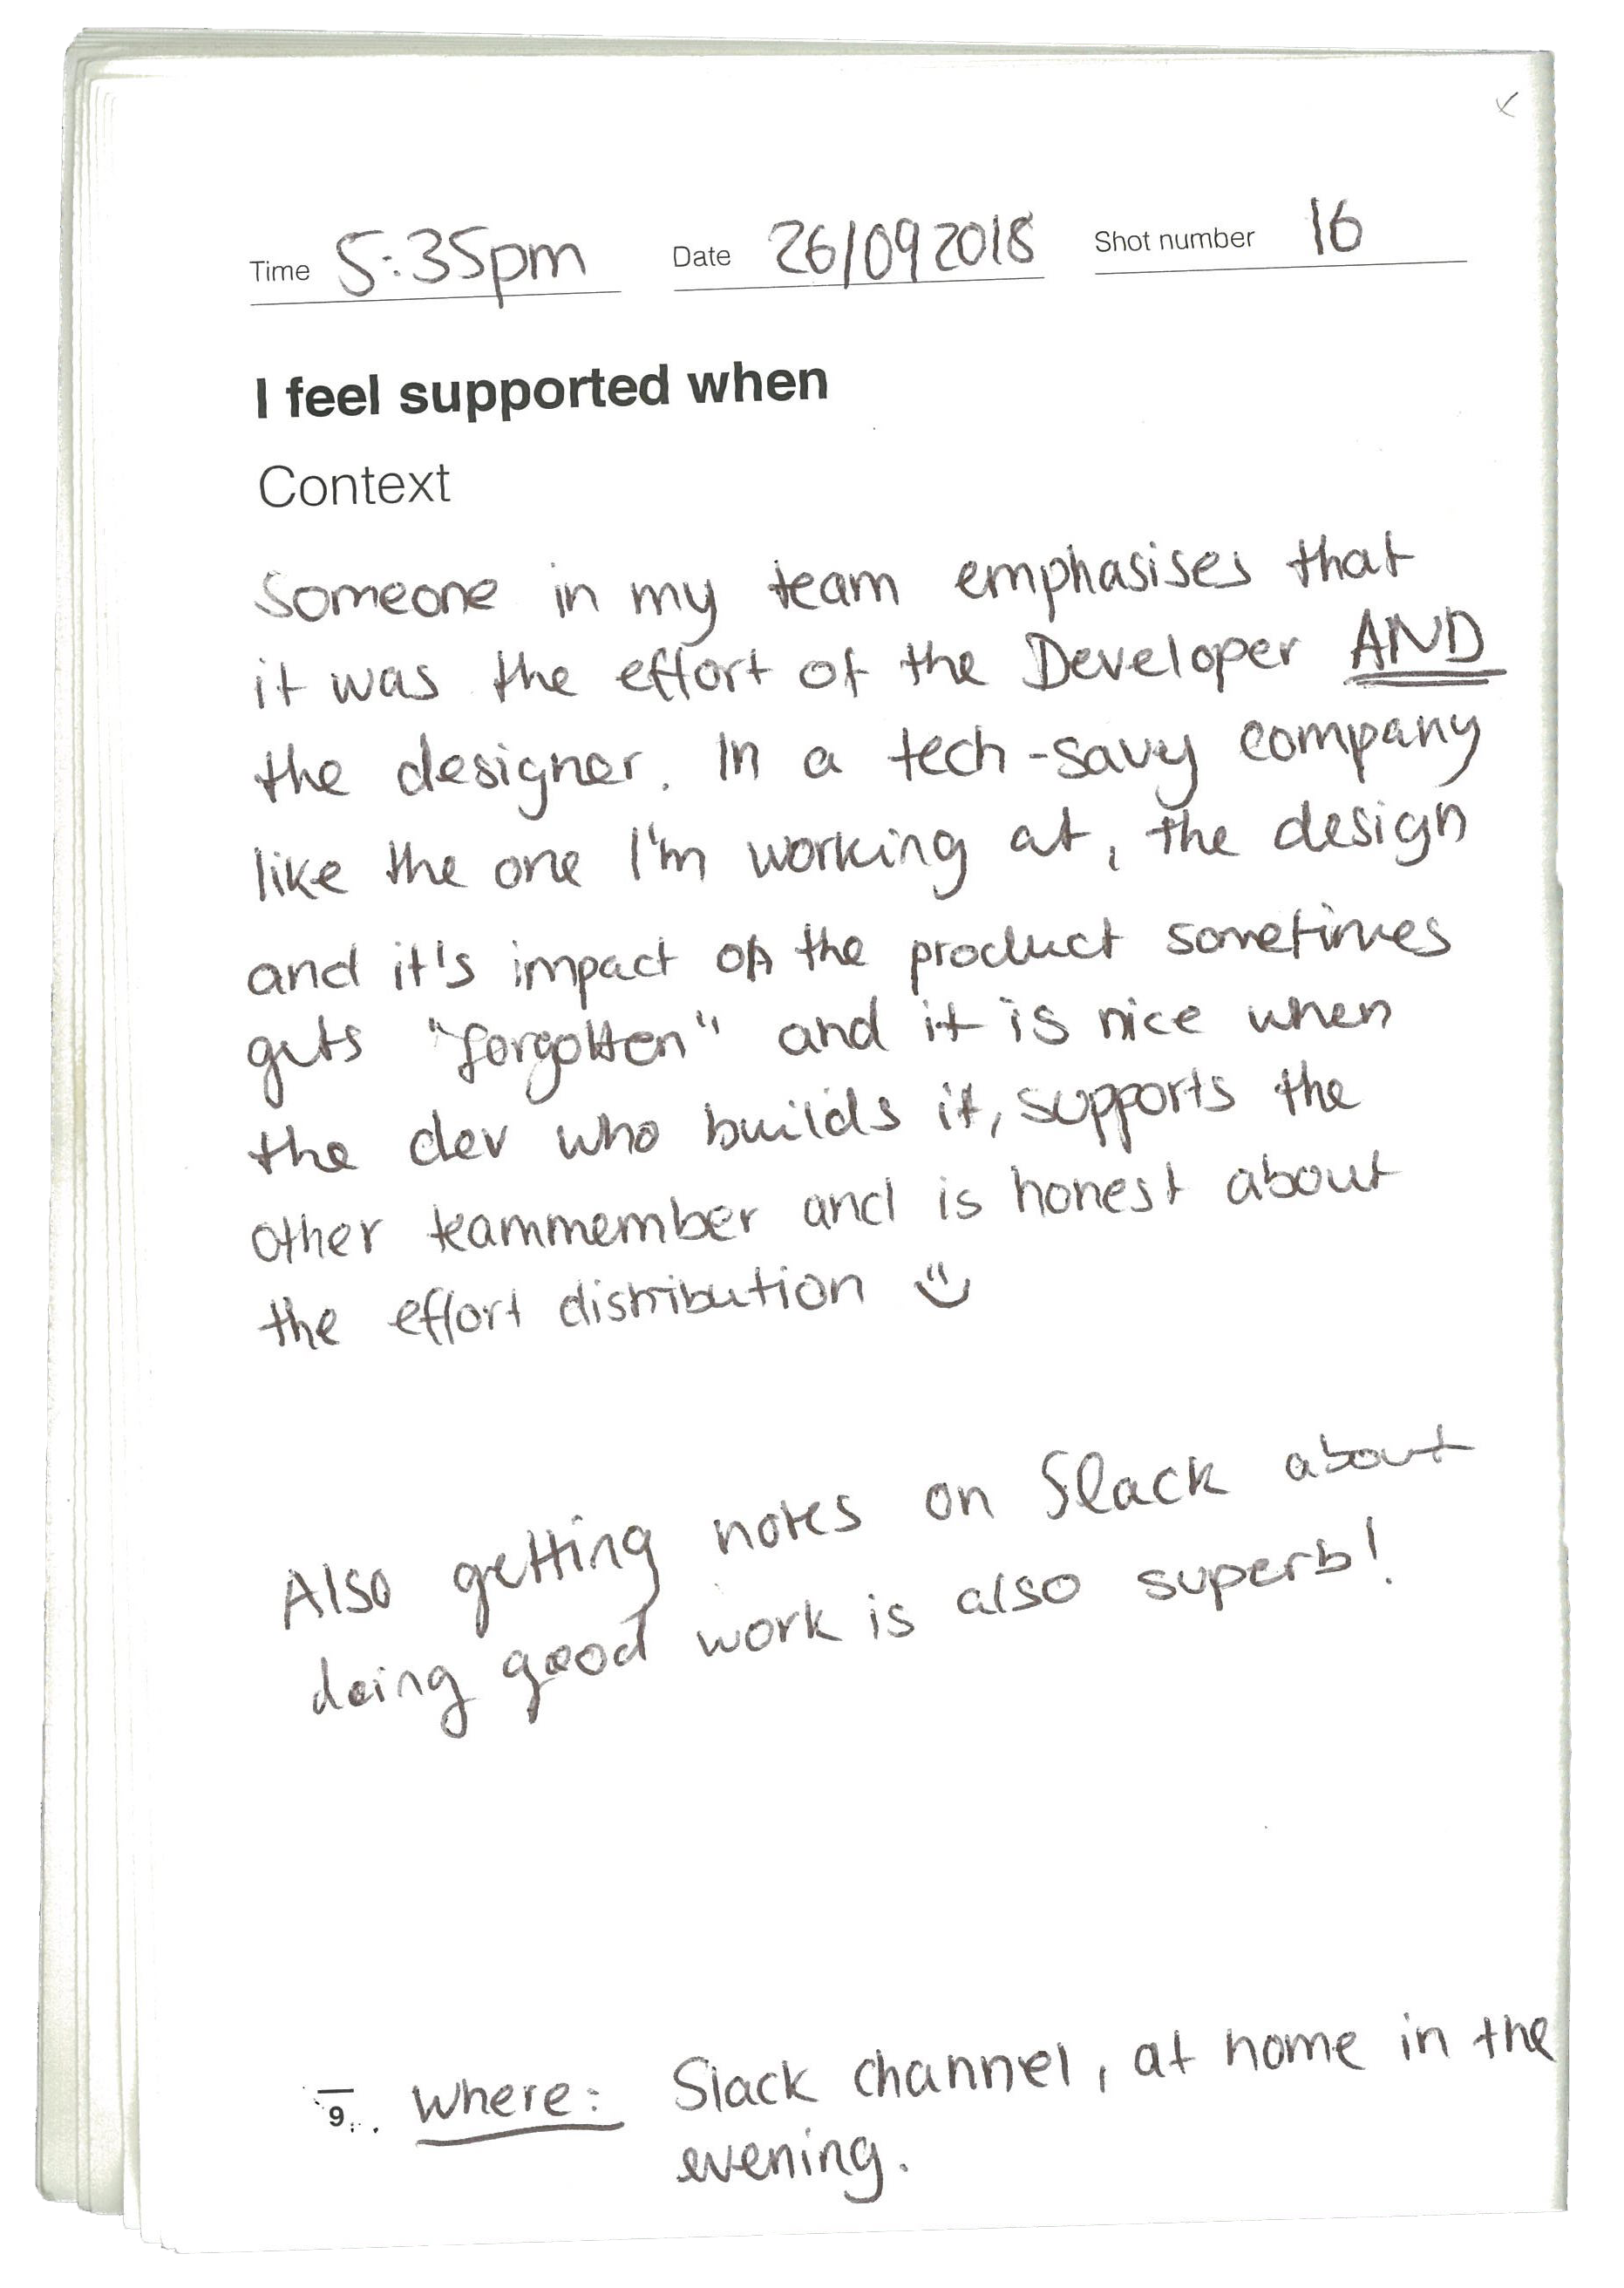 Time 5:35pm Date 26/09 2018 Shot number 16
I feel supported when
Context
Someone in my team emphasises that
it was the effort of the Developer AND
the designer. In a tech-savy company
like the one I'm working at, the design
and it's impact on the product sometimes
gets "forgotten" and it is nice when
the dev who builds it, supports the
other teammember and is honest about
the effort distribution
Also getting notes on Slack about
doing good work is also superb!
9 Where: Slack channel, at home in the
evening.